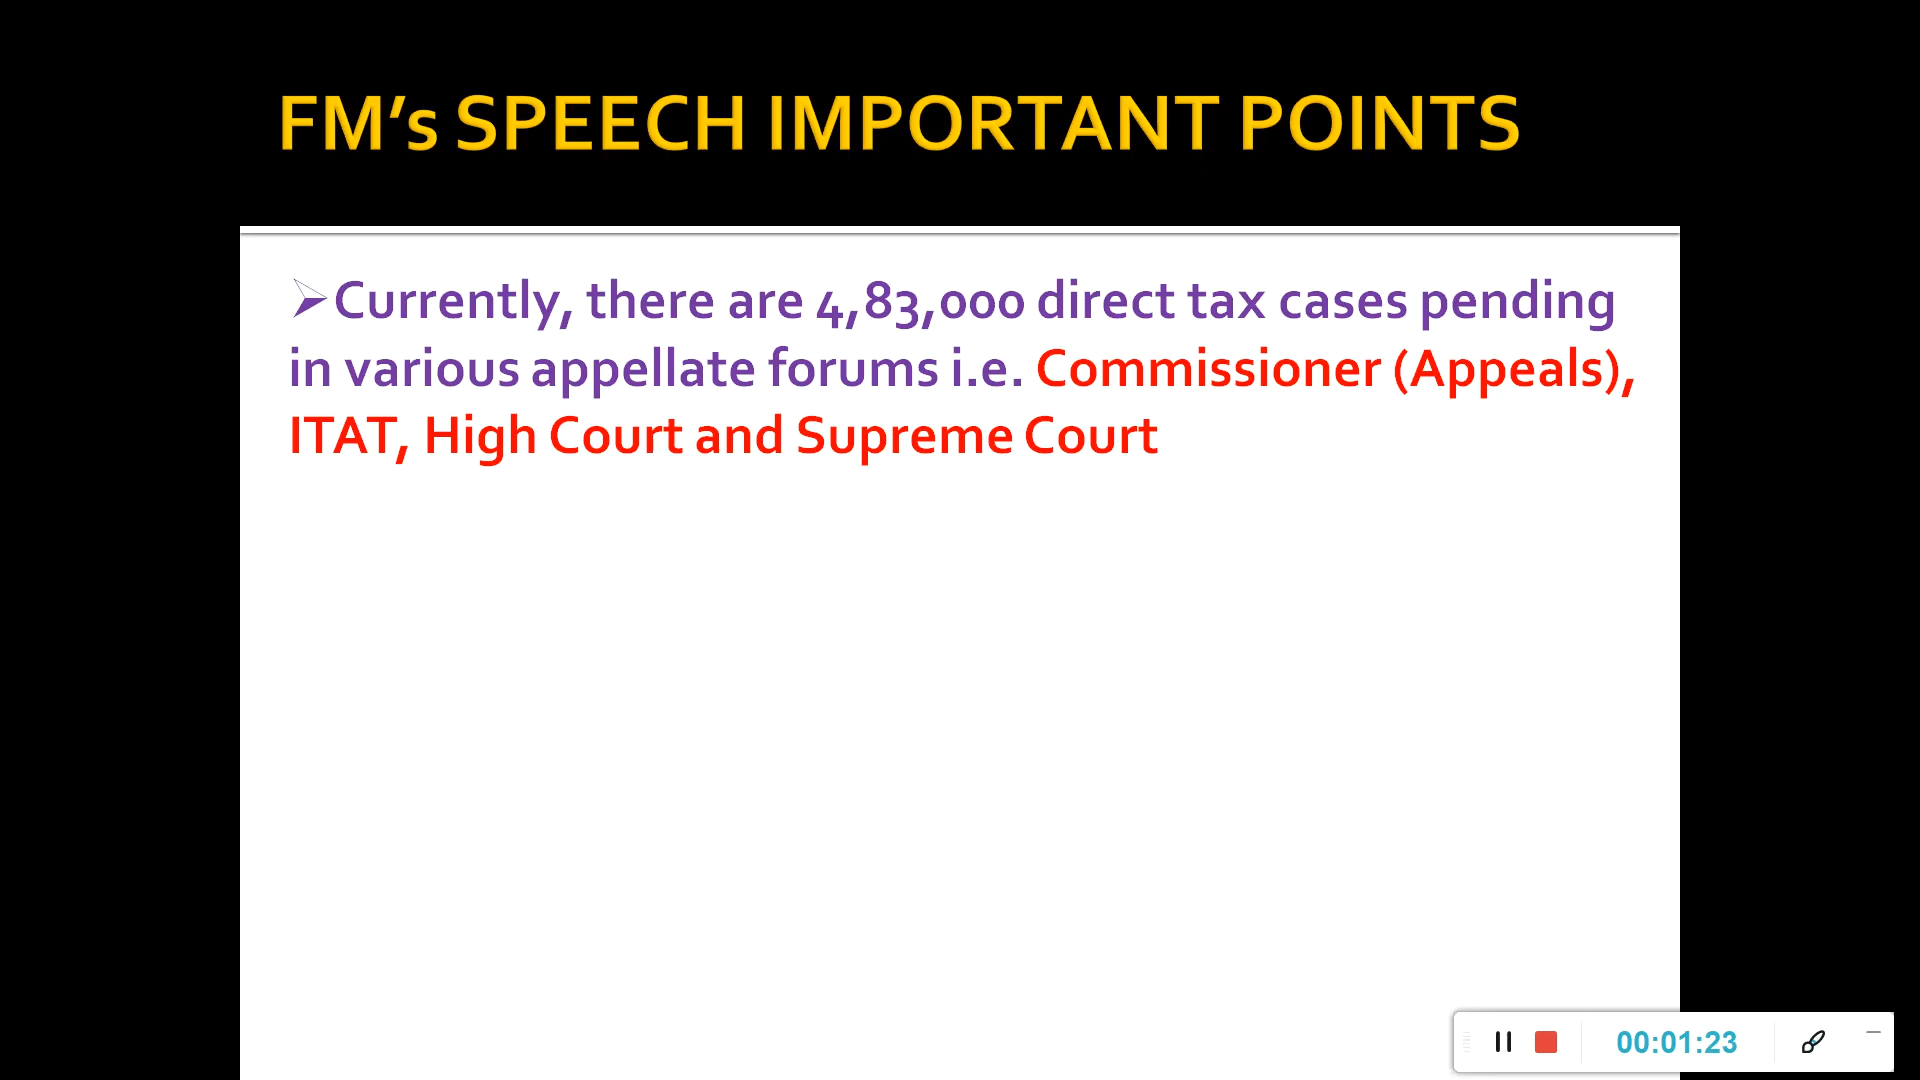 FM’s SPEECH IMPORTANT POINTS
➢Currently, there are 4,83,000 direct tax cases pending
in various appellate forums i.e. Commissioner (Appeals),
ITAT, High Court and Supreme Court
00:01:23